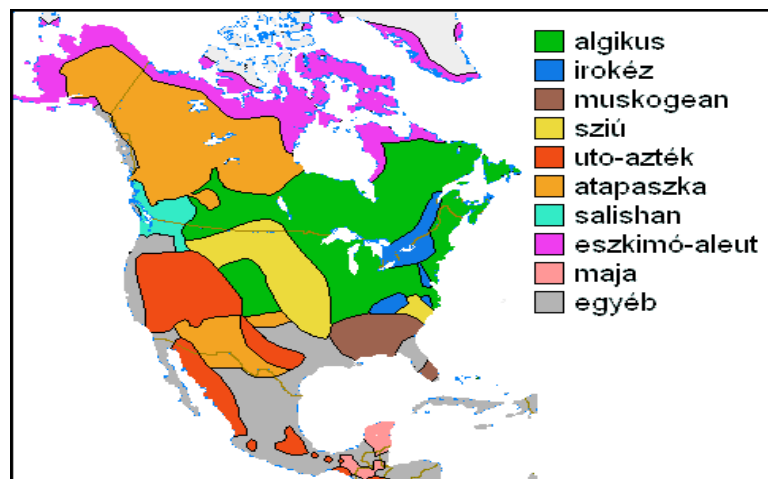 algikus
irokéz
muskogean
sziú
uto-azték
atapaszka
salishan
eszkimó-aleut
maja
egyéb